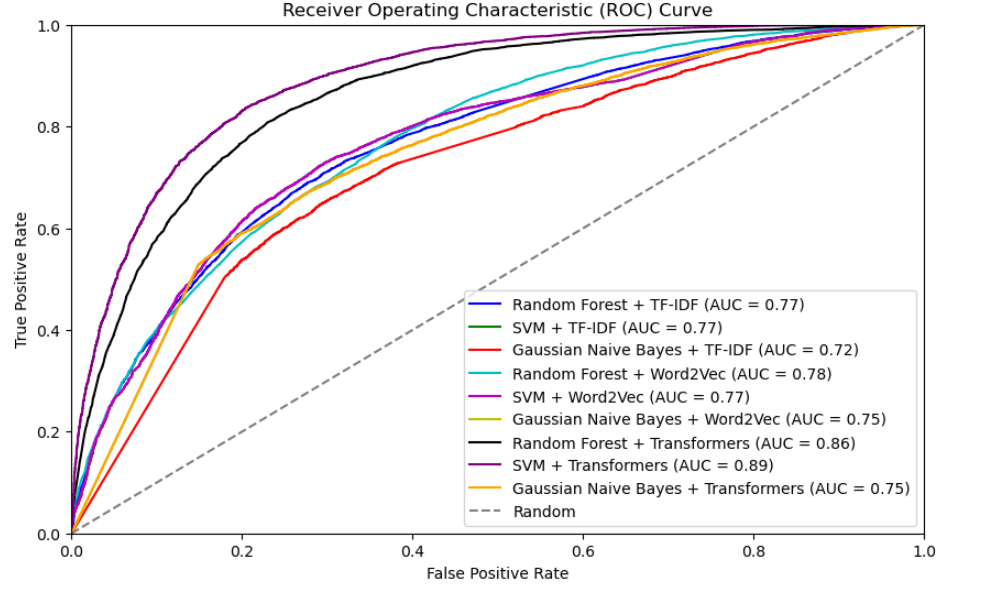 Receiver Operating Characteristic (ROC) Curve
1.0
0.8
0.6
0.4
0.2
0.0
True Positive Rate
Random Forest + TF-IDF (AUC = 0.77)
SVM + TF-IDF (AUC = 0.77)
Gaussian Naive Bayes + TF-IDF (AUC = 0.72)
Random Forest + Word2Vec (AUC = 0.78)
SVM + Word2Vec (AUC = 0.77)
Gaussian Naive Bayes + Word2Vec (AUC = 0.75)
Random Forest + Transformers (AUC = 0.86)
SVM + Transformers (AUC = 0.89)
Gaussian Naive Bayes + Transformers (AUC = 0.75)
Random
0.0 0.2 0.4 0.6 0.8 1.0
False Positive Rate